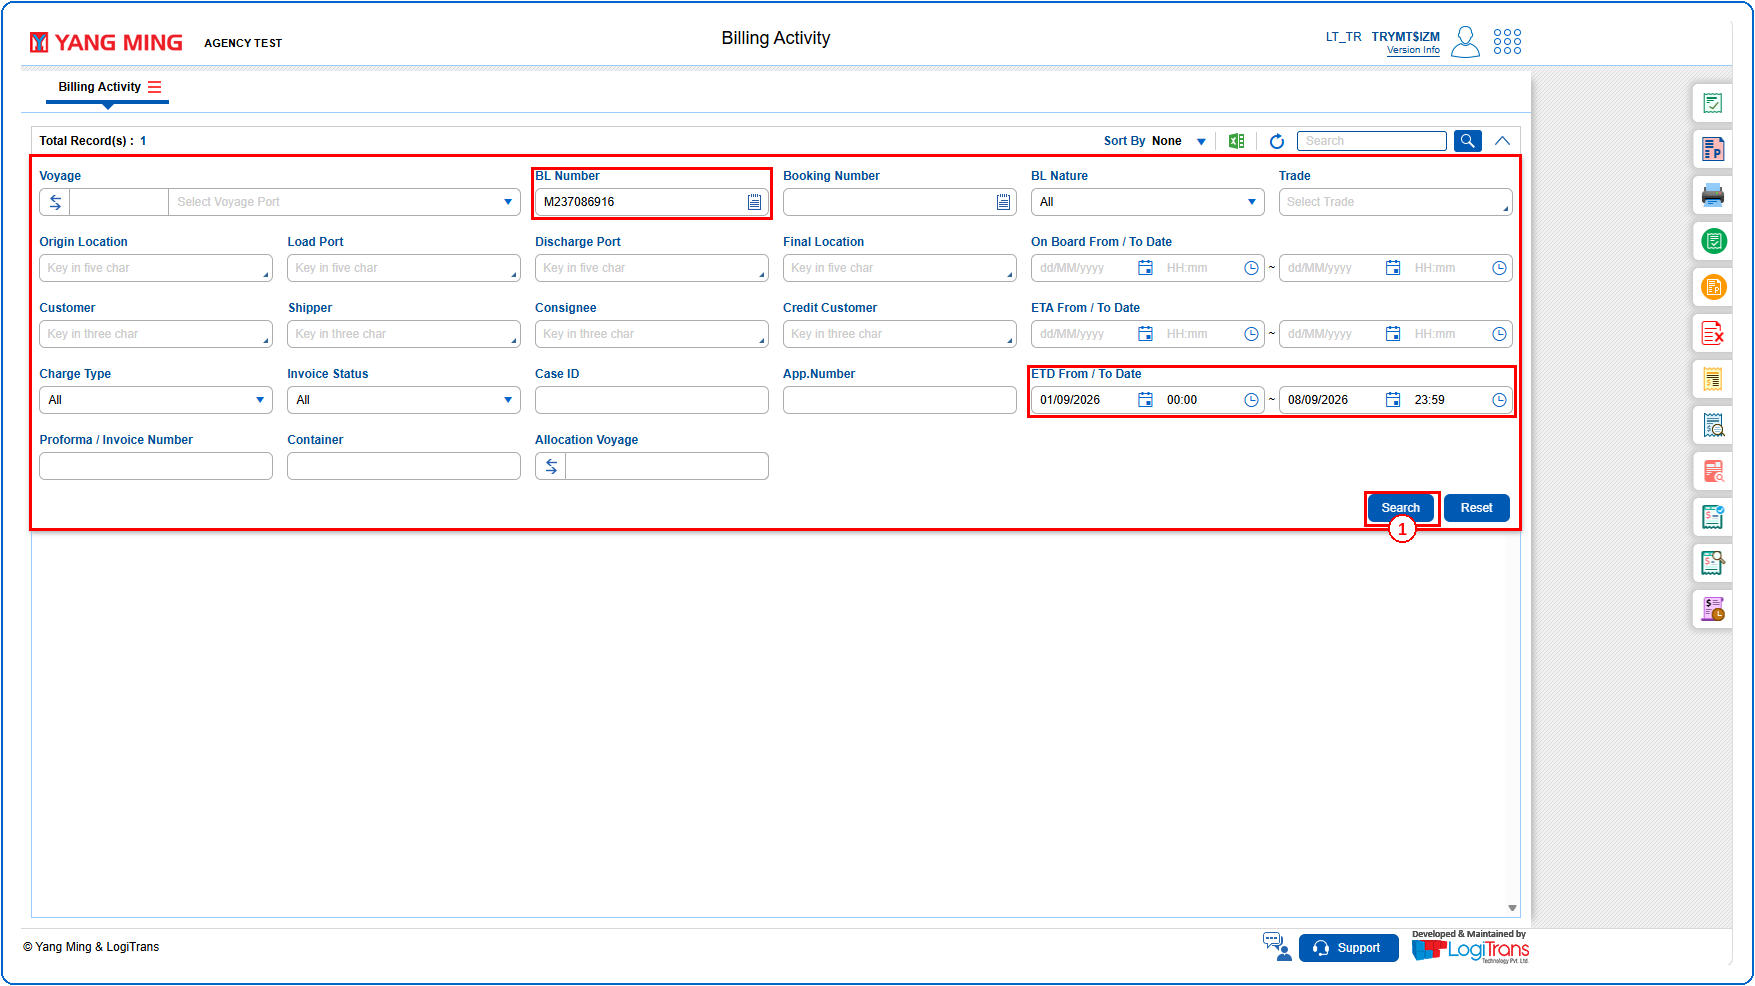 YANG MING AGENCY TEST
Billing Activity
LT_TR TRYMT$IZM
Version Info
Billing Activity
Total Record(s) : 1
Sort By None
Search
Voyage BL Number Booking Number BL Nature Trade
Select Voyage Port M237086916 All Select Trade
Origin Location Load Port Discharge Port Final Location On Board From / To Date
Key in five char Key in five char Key in five char Key in five char dd/MM/yyyy HH:mm ~ dd/MM/yyyy HH:mm
Customer Shipper Consignee Credit Customer ETA From / To Date
Key in three char Key in three char Key in three char Key in three char dd/MM/yyyy HH:mm ~ dd/MM/yyyy HH:mm
Charge Type Invoice Status Case ID App.Number ETD From / To Date
All All 01/09/2026 00:00 ~ 08/09/2026 23:59
Proforma / Invoice Number Container Allocation Voyage
Search Reset
1
© Yang Ming & LogiTrans
Support
Developed & Maintained by
LogiTrans
Technology Pvt. Ltd.